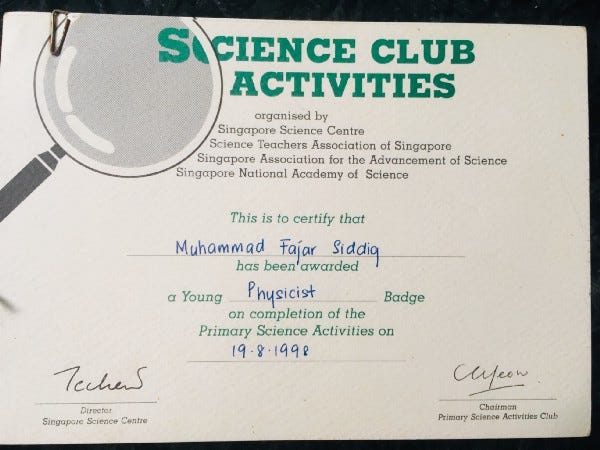 SCIENCE CLUB
ACTIVITIES
organised by
Singapore Science Centre
Science Teachers Association of Singapore
Singapore Association for the Advancement of Science
Singapore National Academy of Science
This is to certify that
Muhammad Fajar Siddiq
has been awarded
a Young Physicist Badge
on completion of the
Primary Science Activities on
19.8.1998
Director
Singapore Science Centre
Chairman
Primary Science Activities Club